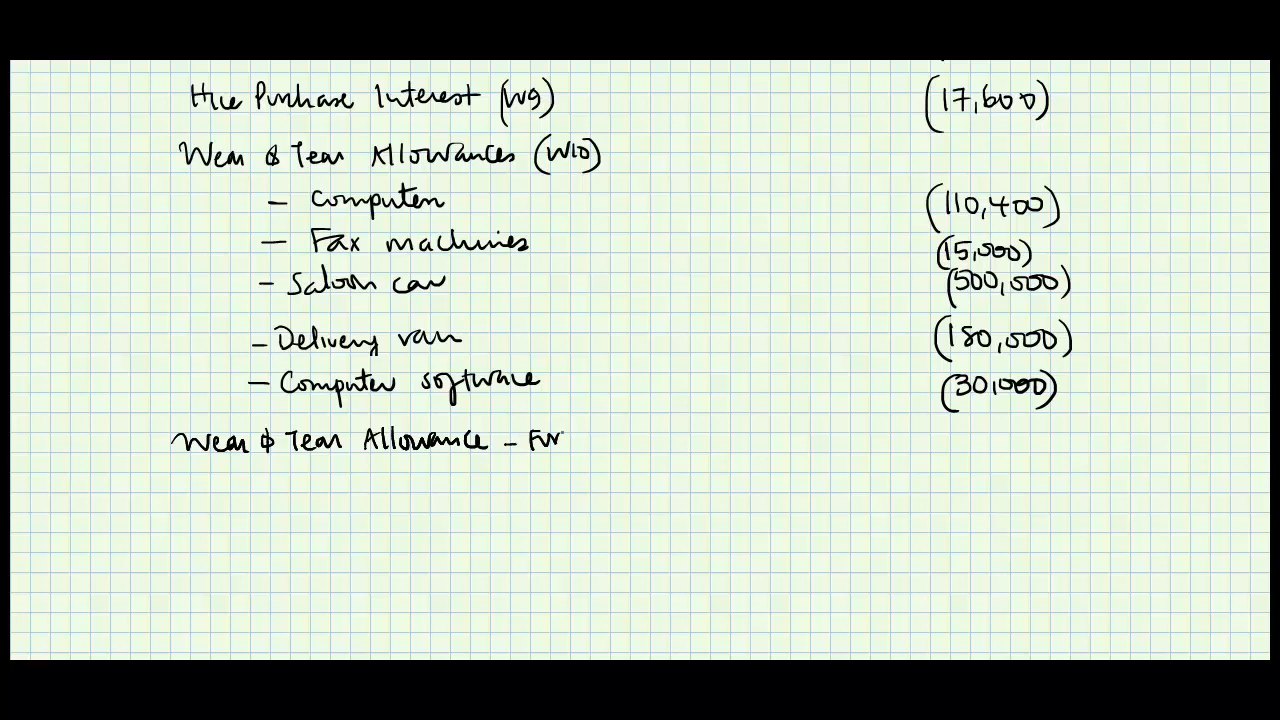 Hire Purchase Interest (W9) (17,600)
Wear & Tear Allowances (W10)
- Computer (110,400)
- Fax machines (15,000)
- Saloon car (500,000)
- Delivery van (180,000)
- Computer software (30,000)
Wear & Tear Allowance - Fur